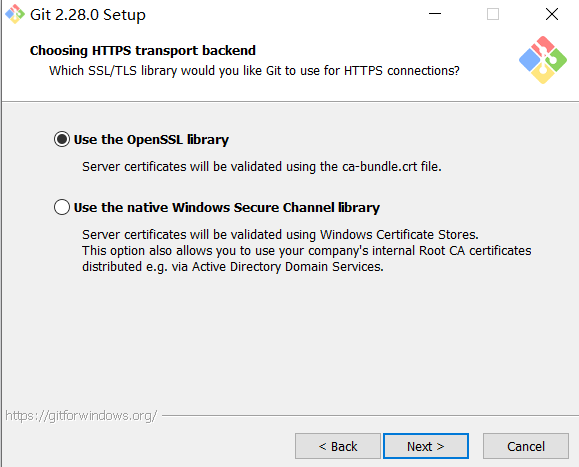 Git 2.28.0 Setup
Choosing HTTPS transport backend
Which SSL/TLS library would you like Git to use for HTTPS connections?
Use the OpenSSL library
Server certificates will be validated using the ca-bundle.crt file.
Use the native Windows Secure Channel library
Server certificates will be validated using Windows Certificate Stores.
This option also allows you to use your company's internal Root CA certificates
distributed e.g. via Active Directory Domain Services.
https://gitforwindows.org/
< Back Next > Cancel